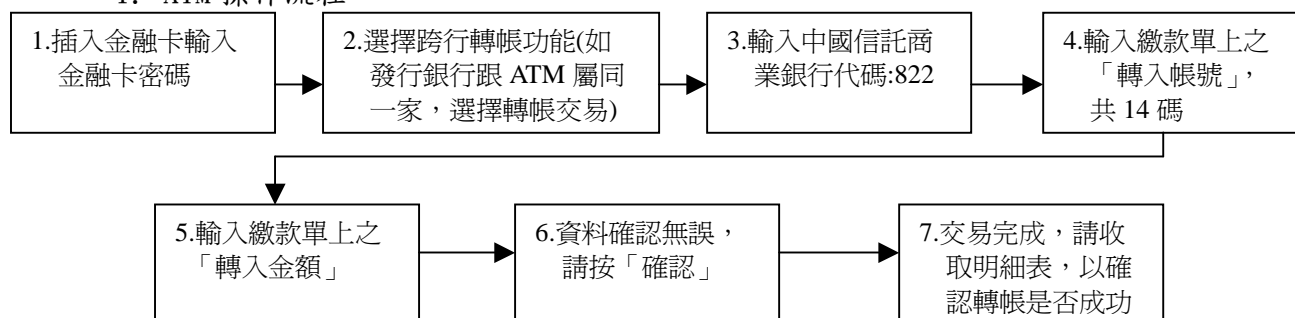 1.插入金融卡輸入
金融卡密碼
2.選擇跨行轉帳功能(如
發行銀行跟 ATM 屬同
一家，選擇轉帳交易)
3.輸入中國信託商
業銀行代碼:822
4.輸入繳款單上之
「轉入帳號」，
共 14 碼
5.輸入繳款單上之
「轉入金額」
6.資料確認無誤，
請按「確認」
7.交易完成，請收
取明細表，以確
認轉帳是否成功